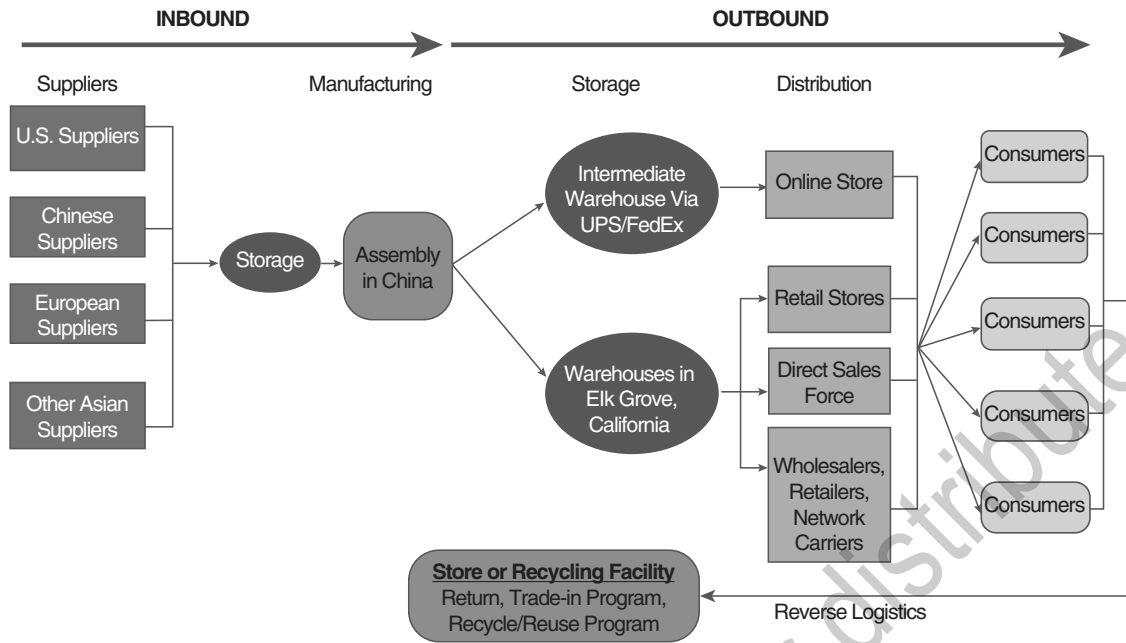 INBOUND
OUTBOUND
Suppliers
Manufacturing
Storage
Distribution
U.S. Suppliers
Chinese
Suppliers
European
Suppliers
Other Asian
Suppliers
Storage
Assembly
in China
Intermediate
Warehouse Via
UPS/FedEx
Warehouses in
Elk Grove,
California
Online Store
Retail Stores
Direct Sales
Force
Wholesalers,
Retailers,
Network
Carriers
Consumers
Consumers
Consumers
Consumers
Consumers
Store or Recycling Facility
Return, Trade-in Program,
Recycle/Reuse Program
Reverse Logistics
distribute